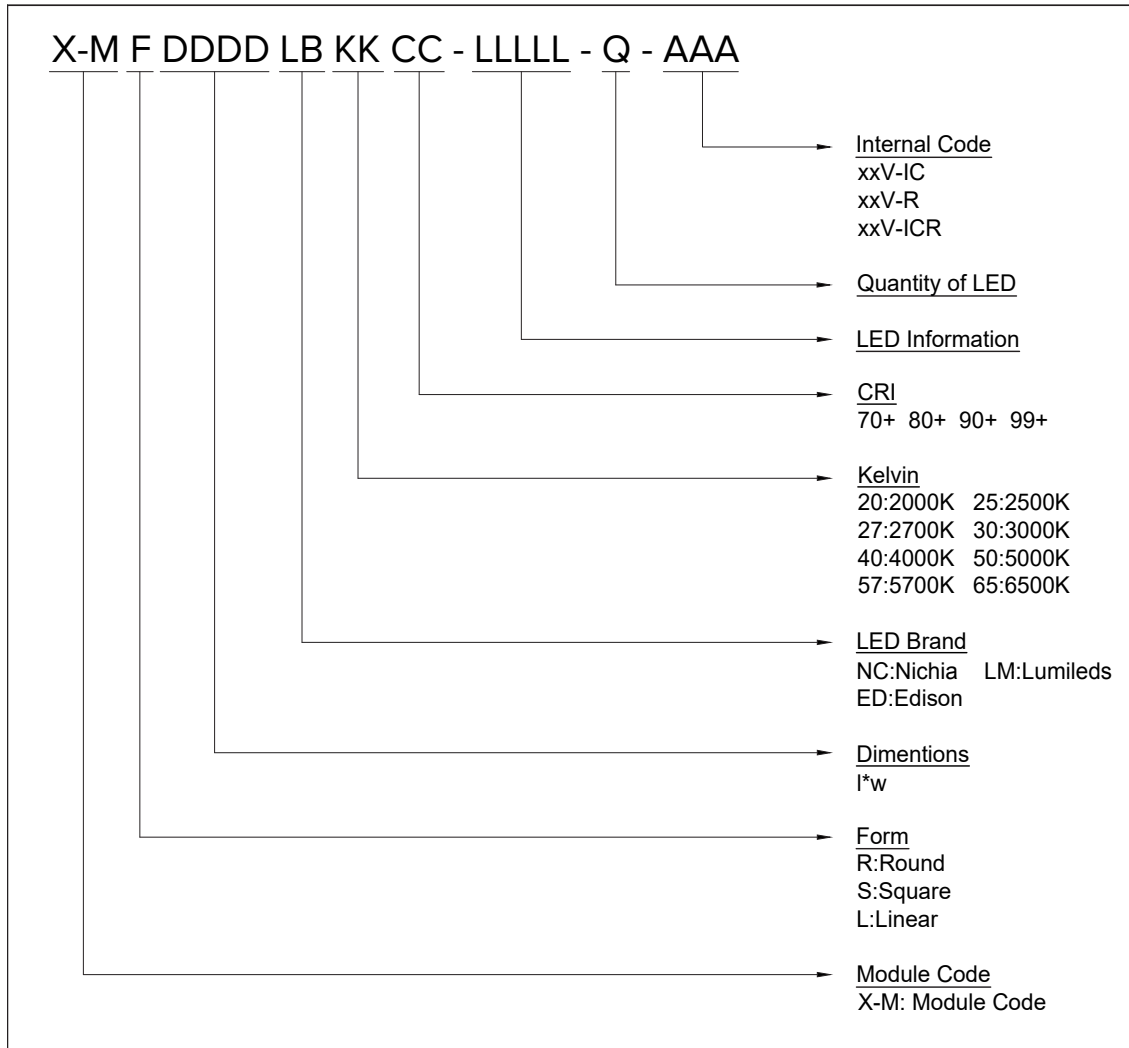 X-M F DDDD LB KK CC - LLLLL - Q - AAA
Internal Code
xxV-IC
xxV-R
xxV-ICR
Quantity of LED
LED Information
CRI
70+ 80+ 90+ 99+
Kelvin
20:2000K 25:2500K
27:2700K 30:3000K
40:4000K 50:5000K
57:5700K 65:6500K
LED Brand
NC:Nichia LM:Lumileds
ED:Edison
Dimentions
l*w
Form
R:Round
S:Square
L:Linear
Module Code
X-M: Module Code